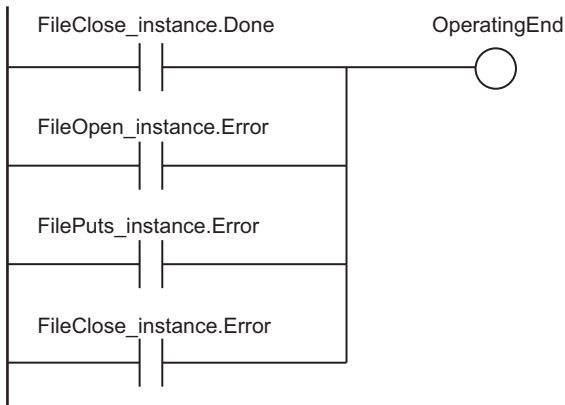 FileClose_instance.Done
OperatingEnd
FileOpen_instance.Error
FilePuts_instance.Error
FileClose_instance.Error